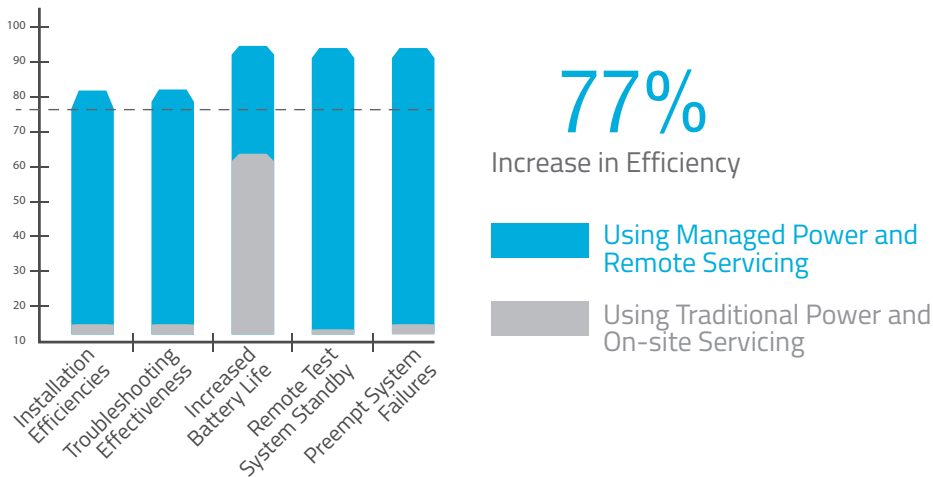 100
90
80
70
60
50
40
30
20
10
Installation
Efficiencies
Troubleshooting
Effectiveness
Increased
Battery Life
Remote Test
System Standby
Preempt System
Failures
77%
Increase in Efficiency
Using Managed Power and
Remote Servicing
Using Traditional Power and
On-site Servicing